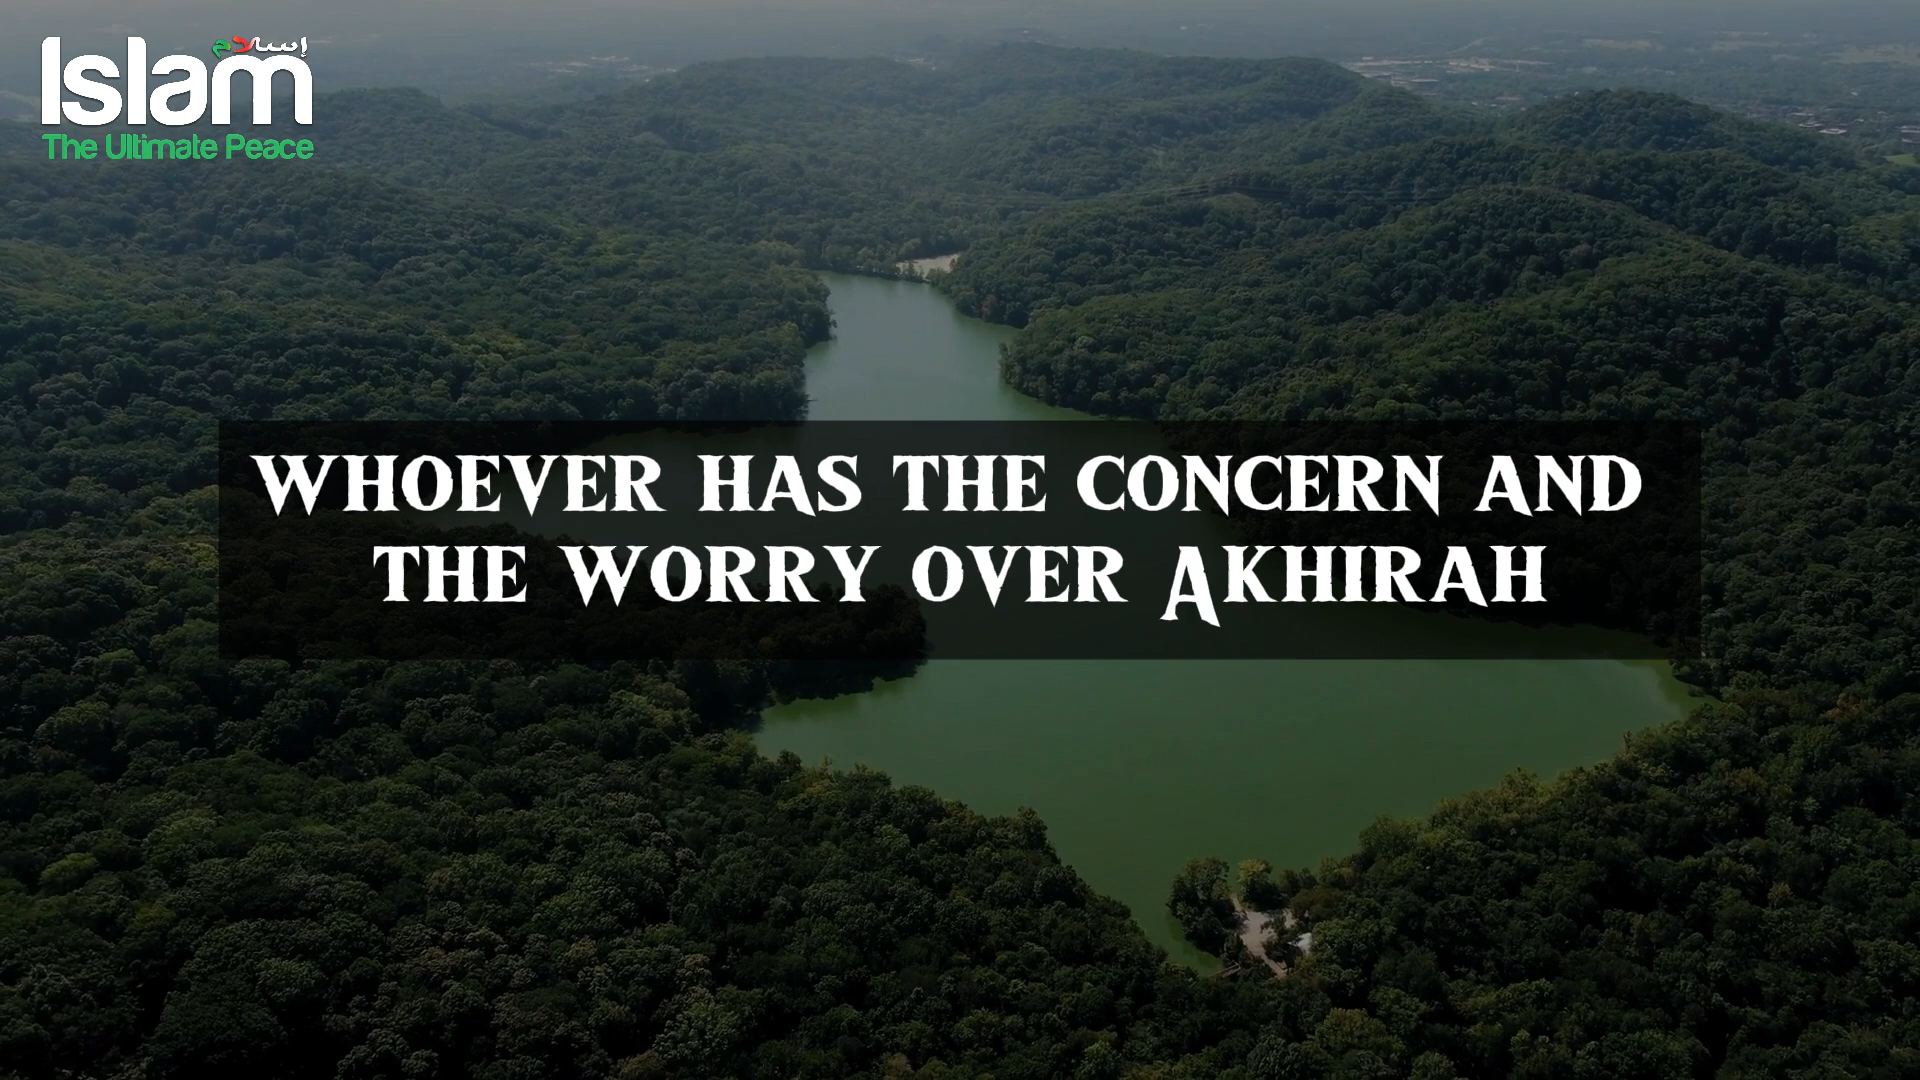 إسلام
Islam
The Ultimate Peace
WHOEVER HAS THE CONCERN AND
THE WORRY OVER AKHIRAH